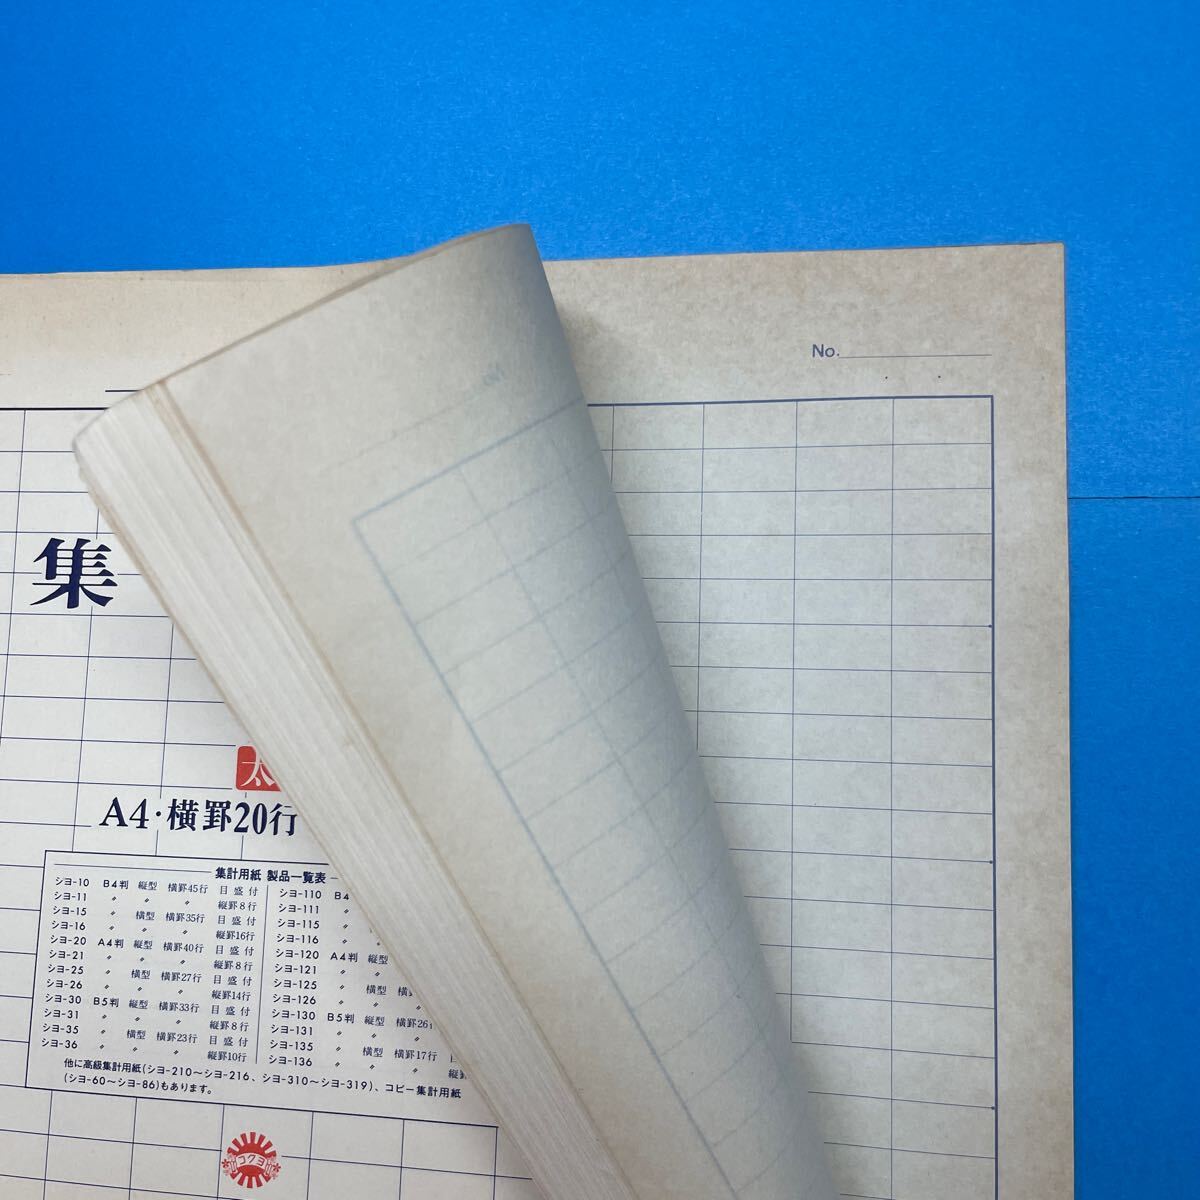 No.
集
太
A4・横罫20行
集計用紙 製品一覧表
シヨ-10 B4判 縦型 横罫45行 目盛付
シヨ-11 〃 〃 〃 縦罫8行
シヨ-15 〃 横型 横罫35行 目盛付
シヨ-16 〃 〃 〃 縦罫16行
シヨ-20 A4判 縦型 横罫40行 目盛付
シヨ-21 〃 〃 〃 縦罫8行
シヨ-25 〃 横型 横罫27行 目盛付
シヨ-26 〃 〃 〃 縦罫14行
シヨ-30 B5判 縦型 横罫33行 目盛付
シヨ-31 〃 〃 〃 縦罫8行
シヨ-35 〃 横型 横罫23行 目盛付
シヨ-36 〃 〃 〃 縦罫10行
シヨ-110 B4
シヨ-111 〃
シヨ-115 〃
シヨ-116 〃
シヨ-120 A4判 縦型
シヨ-121 〃 〃
シヨ-125 〃 横型 横
シヨ-126 〃 〃
シヨ-130 B5判 縦型 横罫26
シヨ-131 〃 〃 〃
シヨ-135 〃 横型 横罫17行 目
シヨ-136 〃 〃 〃 縦
他に高級集計用紙(シヨ-210〜シヨ-216、シヨ-310〜シヨ-319)、コピー集計用紙
(シヨ-60〜シヨ-86)もあります。
コクヨ